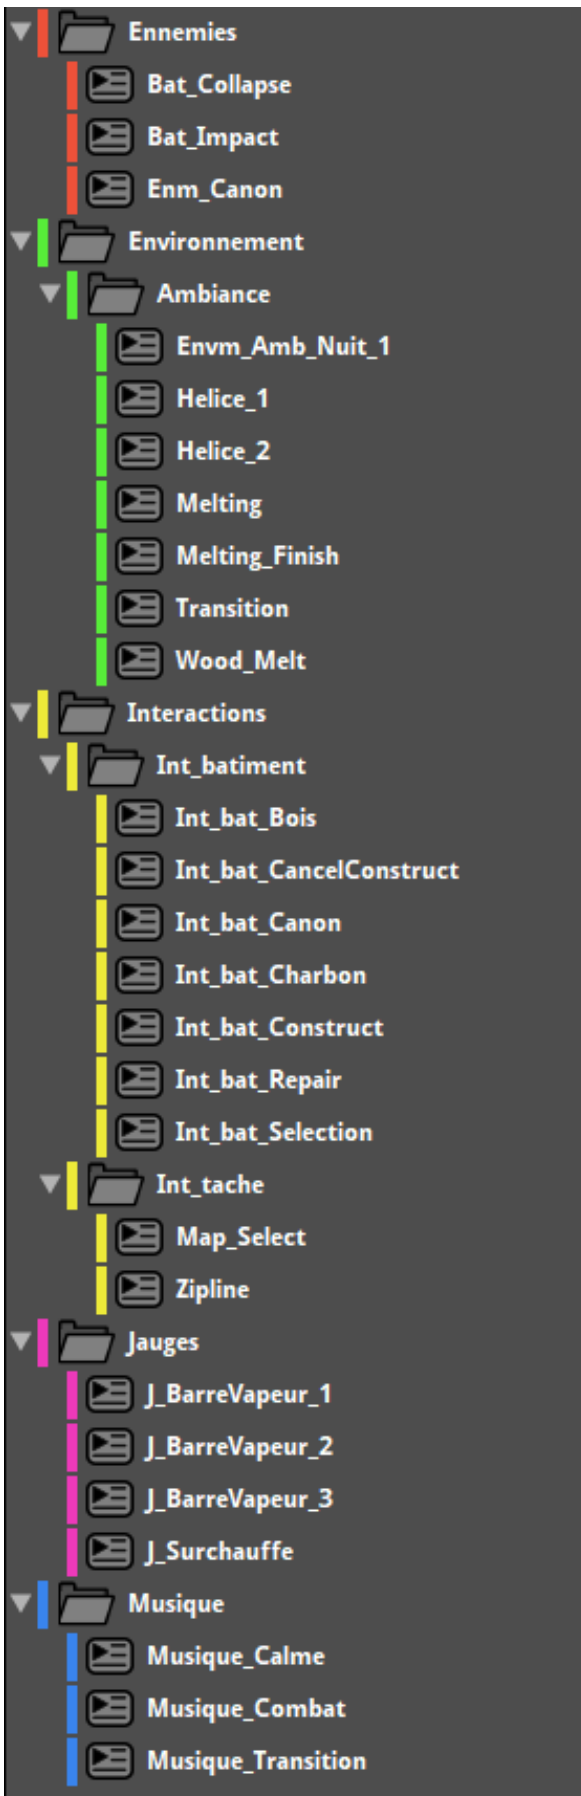 Ennemies
Bat_Collapse
Bat_Impact
Enm_Canon
Environnement
Ambiance
Envm_Amb_Nuit_1
Helice_1
Helice_2
Melting
Melting_Finish
Transition
Wood_Melt
Interactions
Int_batiment
Int_bat_Bois
Int_bat_CancelConstruct
Int_bat_Canon
Int_bat_Charbon
Int_bat_Construct
Int_bat_Repair
Int_bat_Selection
Int_tache
Map_Select
Zipline
Jauges
J_BarreVapeur_1
J_BarreVapeur_2
J_BarreVapeur_3
J_Surchauffe
Musique
Musique_Calme
Musique_Combat
Musique_Transition